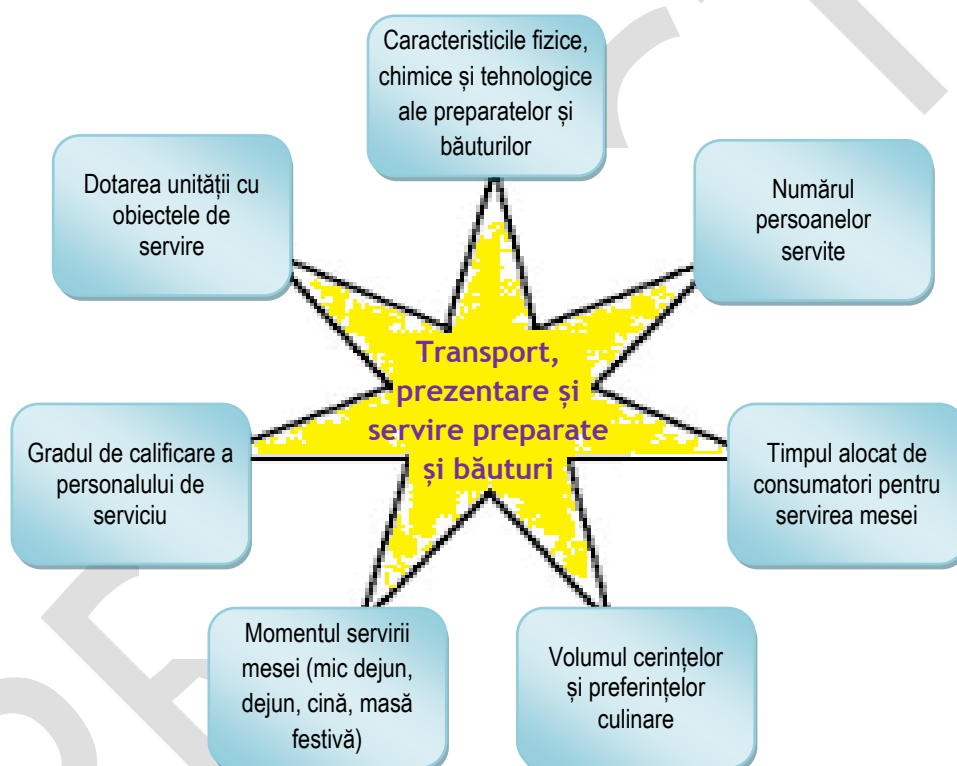 Caracteristicile fizice,
chimice și tehnologice
ale preparatelor și
băuturilor
Dotarea unității cu
obiectele de
servire
Numărul
persoanelor
servite
Transport,
prezentare și
servire preparate
și băuturi
Gradul de calificare a
personalului de
serviciu
Timpul alocat de
consumatori pentru
servirea mesei
Momentul servirii
mesei (mic dejun,
dejun, cină, masă
festivă)
Volumul cerințelor
și preferințelor
culinare